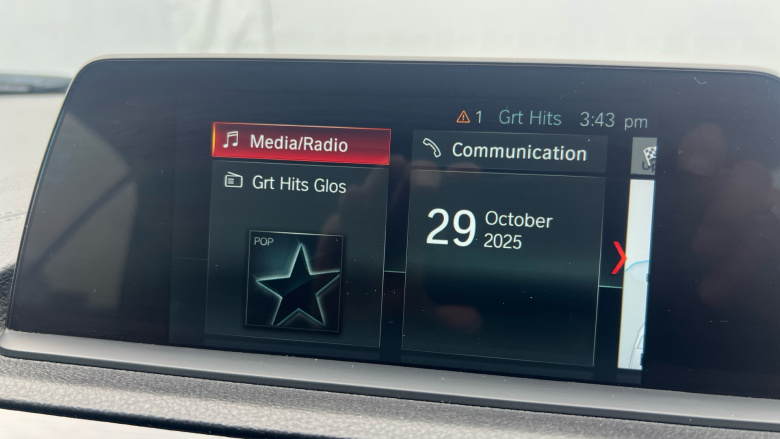 1 Grt Hits 3:43 pm
Media/Radio
Grt Hits Glos
POP
Communication
29 October
2025